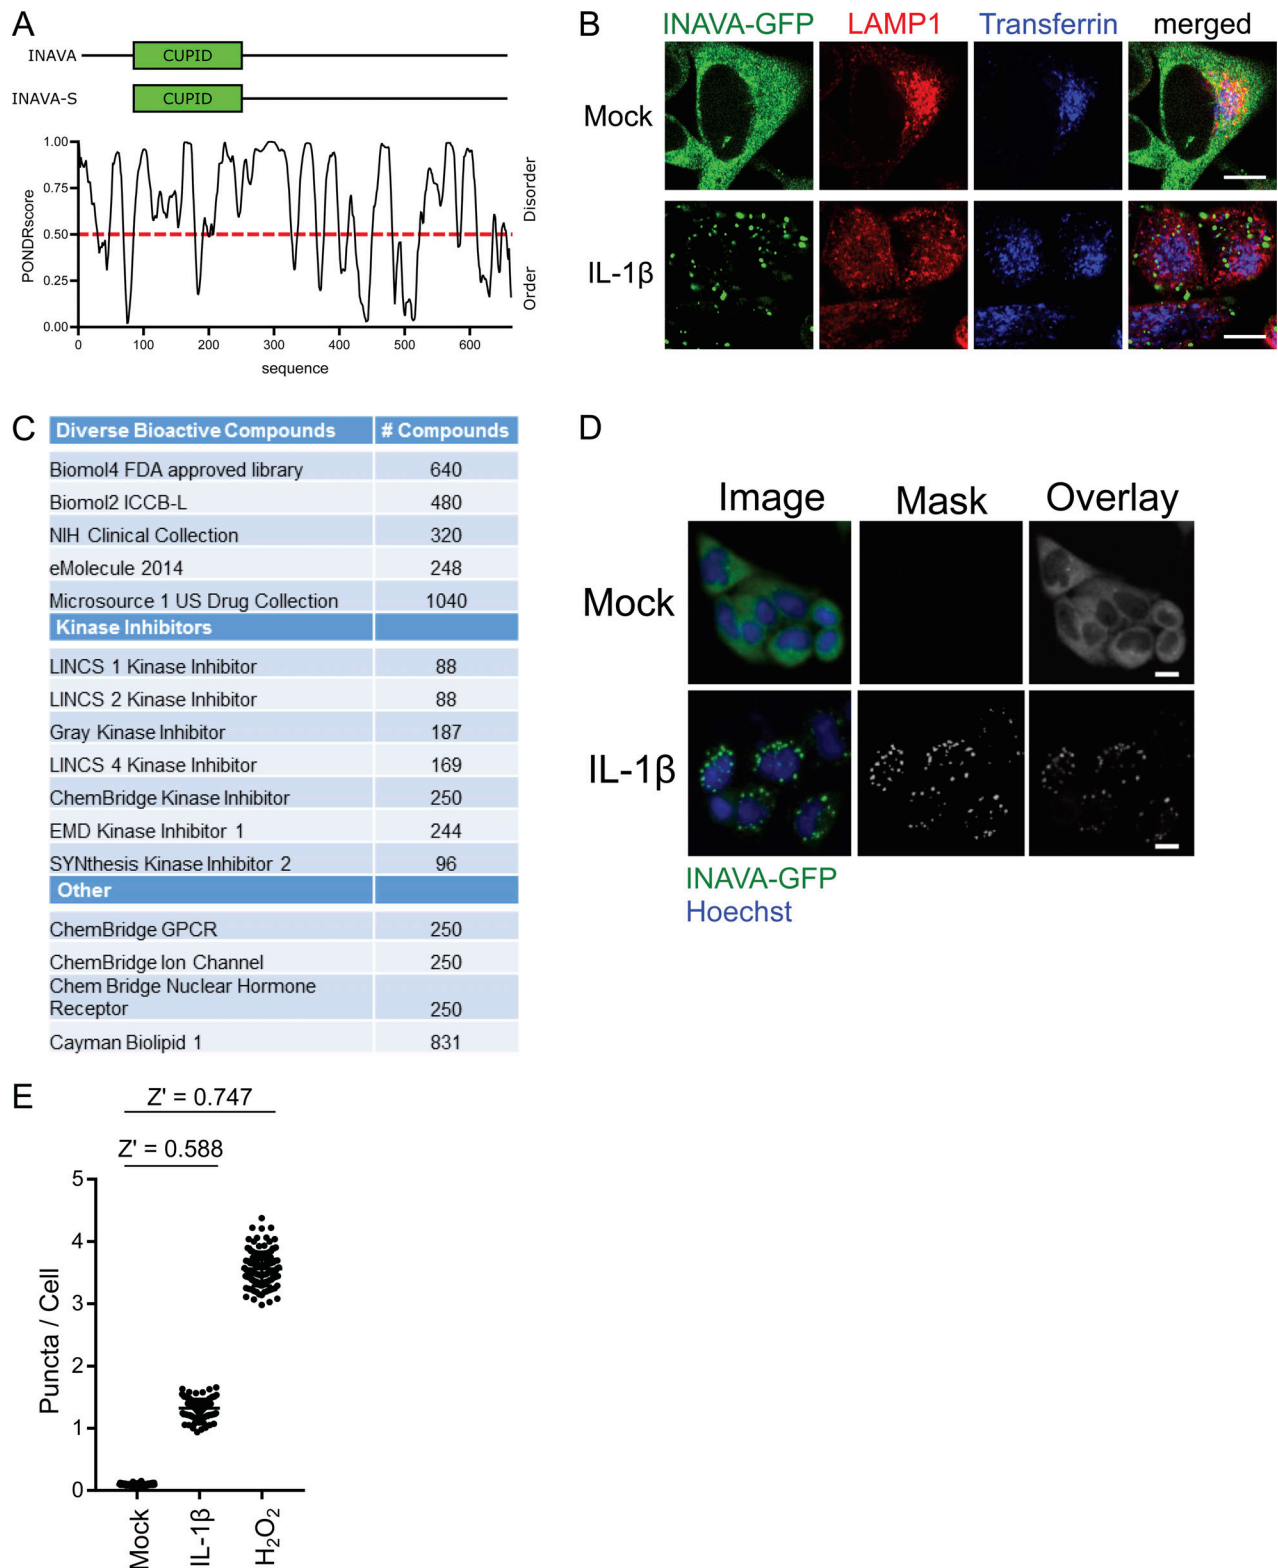 A
INAVA
CUPID
INAVA-S
CUPID
1.00
0.75
0.50
0.25
0.00
PONDRscore
Disorder
Order
0
100
200
300
400
500
600
sequence
B
INAVA-GFP
LAMP1
Transferrin
merged
Mock
IL-1β
C
Diverse Bioactive Compounds # Compounds
Biomol4 FDA approved library 640
Biomol2 ICCB-L 480
NIH Clinical Collection 320
eMolecule 2014 248
Microsource 1 US Drug Collection 1040
Kinase Inhibitors
LINCS 1 Kinase Inhibitor 88
LINCS 2 Kinase Inhibitor 88
Gray Kinase Inhibitor 187
LINCS 4 Kinase Inhibitor 169
ChemBridge Kinase Inhibitor 250
EMD Kinase Inhibitor 1 244
SYNthesis Kinase Inhibitor 2 96
Other
ChemBridge GPCR 250
ChemBridge Ion Channel 250
Chem Bridge Nuclear Hormone
Receptor 250
Cayman Biolipid 1 831
D
Image
Mask
Overlay
Mock
IL-1β
INAVA-GFP
Hoechst
E
Z' = 0.747
Z' = 0.588
5
4
3
2
1
0
Puncta / Cell
Mock
IL-1β
H₂O₂